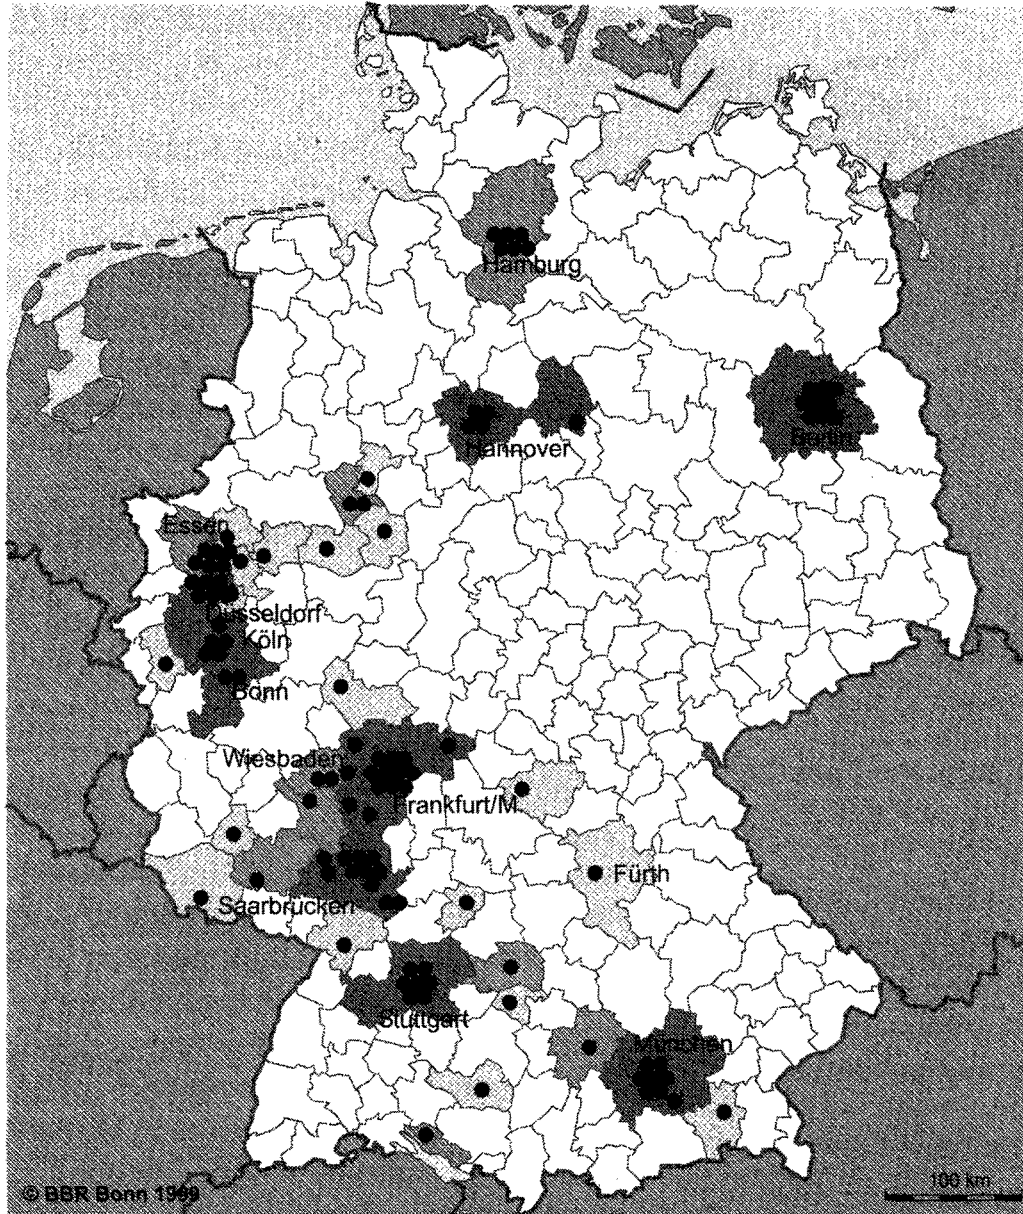 Hamburg
Berlin
Hannover
Essen
Düsseldorf
Köln
Bonn
Wiesbaden
Frankfurt/M.
Fürth
Saarbrücken
Stuttgart
München
© BBR Bonn 1999
100 km